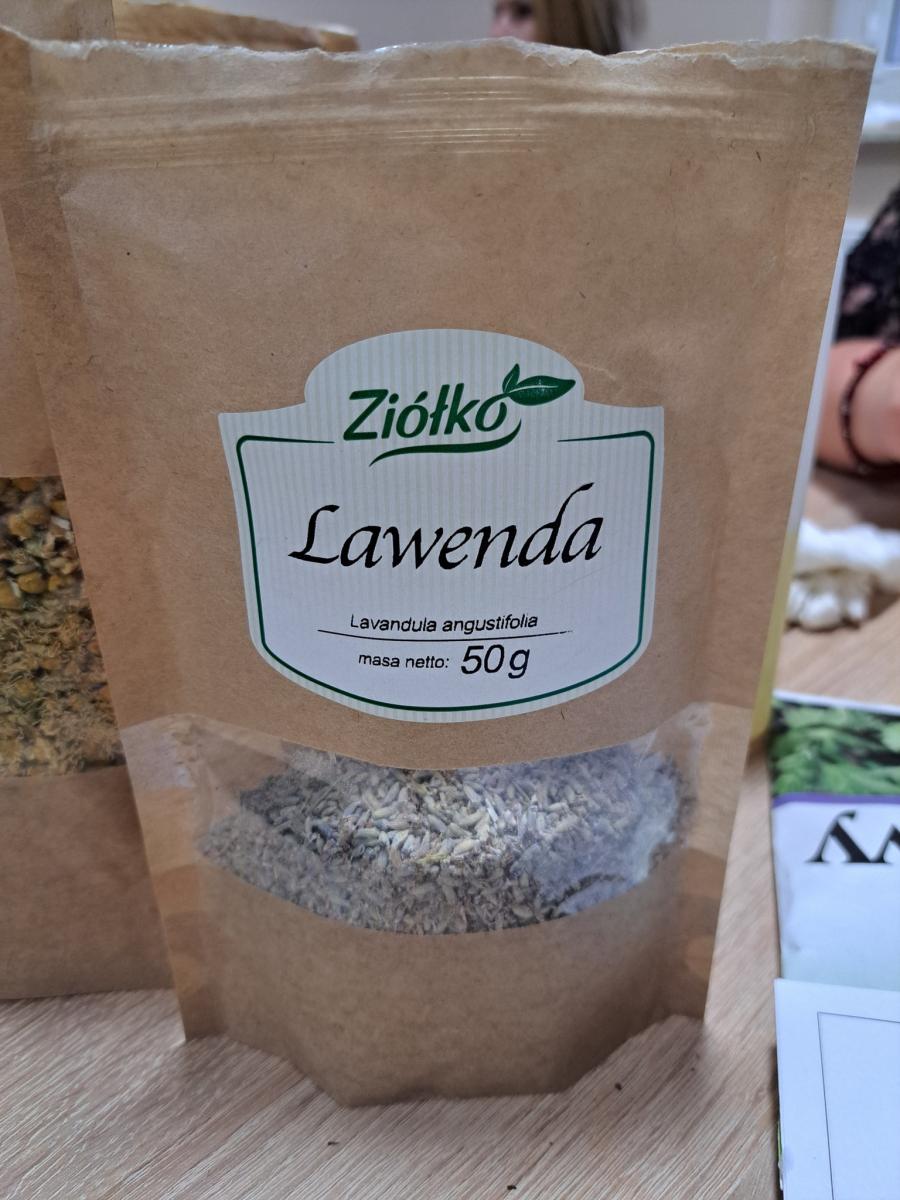 Ziółko
Lawenda
Lavandula angustifolia
masa netto: 50g